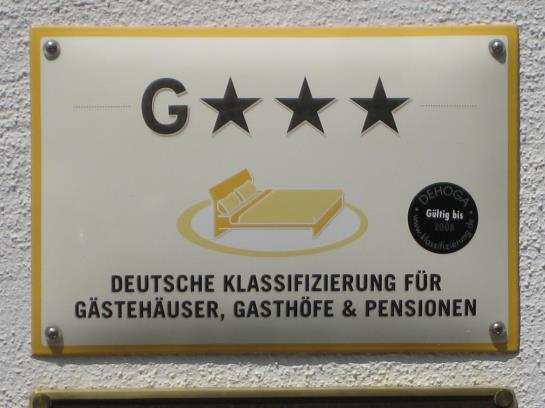 G★★★
DEHOGA
Gültig bis
2008
www.klassifizierung.de
DEUTSCHE KLASSIFIZIERUNG FÜR
GÄSTEHÄUSER, GASTHÖFE & PENSIONEN